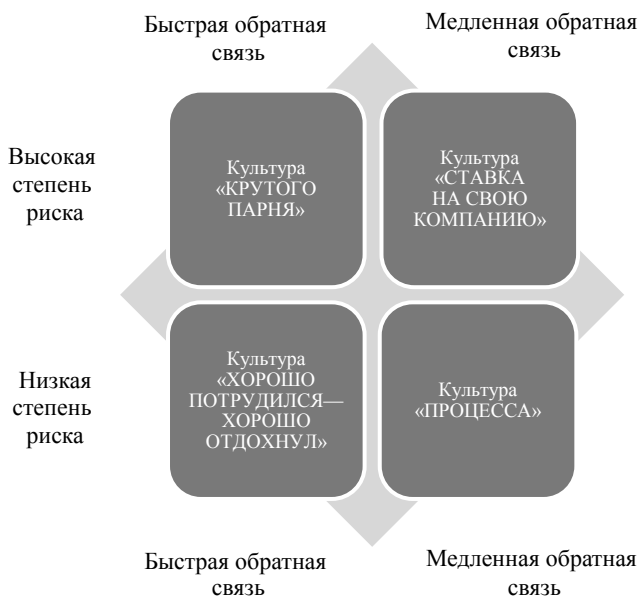 Быстрая обратная
связь
Медленная обратная
связь
Высокая
степень
риска
Культура
«КРУТОГО
ПАРНЯ»
Культура
«СТАВКА
НА СВОЮ
КОМПАНИЮ»
Низкая
степень
риска
Культура
«ХОРОШО
ПОТРУДИЛСЯ—
ХОРОШО
ОТДОХНУЛ»
Культура
«ПРОЦЕССА»
Быстрая обратная
связь
Медленная обратная
связь